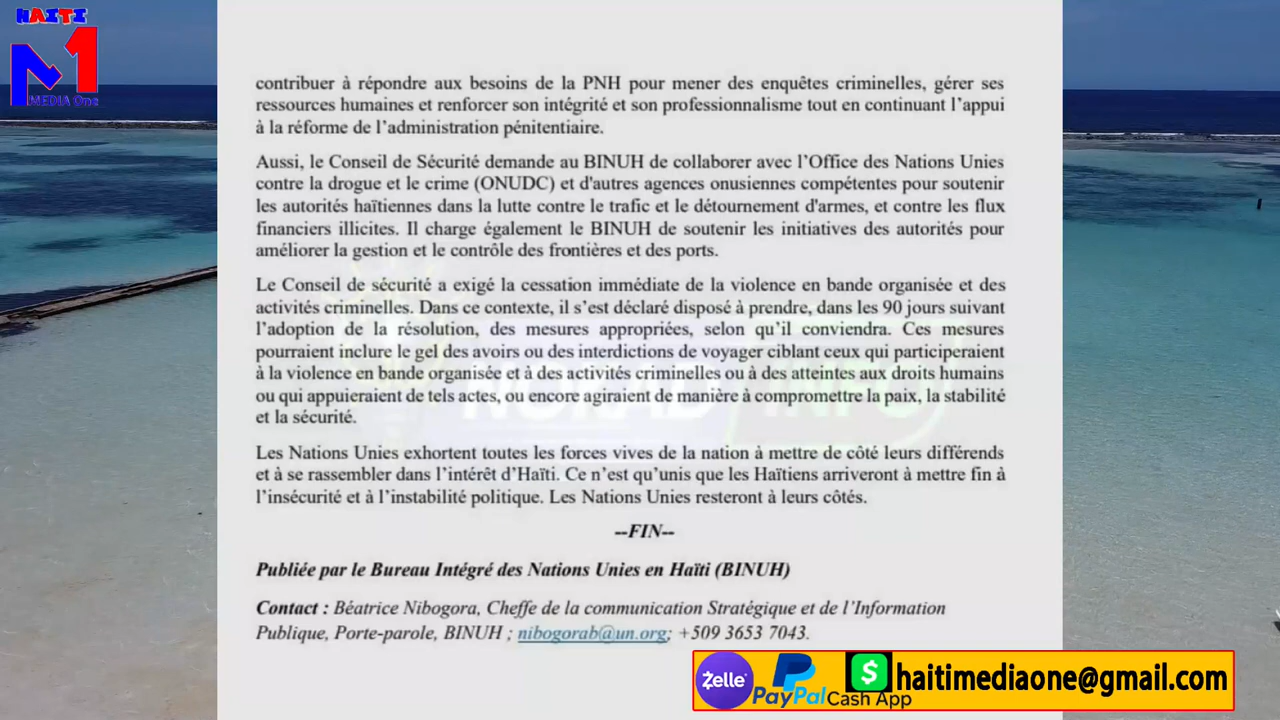 HAITI
M1
MEDIA One
contribuer à répondre aux besoins de la PNH pour mener des enquêtes criminelles, gérer ses
ressources humaines et renforcer son intégrité et son professionalisme tout en continuant l’appui
à la réforme de l’administration pénitentiaire.
Aussi, le Conseil de Sécurité demande au BINUH de collaborer avec l’Office des Nations Unies
contre la drogue et le crime (ONUDC) et d'autres agences onusiennes compétentes pour soutenir
les autorités haïtiennes dans la lutte contre le trafic et le détournement d'armes, et contre les flux
financiers illicites. Il charge également le BINUH de soutenir les initiatives des autorités pour
améliorer la gestion et le contrôle des frontières et des ports.
Le Conseil de sécurité a exigé la cessation immédiate de la violence en bande organisée et des
activités criminelles. Dans ce contexte, il s’est déclaré disposé à prendre, dans les 90 jours suivant
l’adoption de la résolution, des mesures appropriées, selon qu’il conviendra. Ces mesures
pourraient inclure le gel des avoirs ou des interdictions de voyager ciblant ceux qui participeraient
à la violence en bande organisée et à des activités criminelles ou à des atteintes aux droits humains
ou qui appuieraient de tels actes, ou encore agiraient de manière à compromettre la paix, la stabilité
et la sécurité.
Les Nations Unies exhortent toutes les forces vives de la nation à mettre de côté leurs différends
et à se rassembler dans l’intérêt d’Haïti. Ce n’est qu’unis que les Haïtiens arriveront à mettre fin à
l’insécurité et à l’instabilité politique. Les Nations Unies resteront à leurs côtés.
--FIN--
Publiée par le Bureau Intégré des Nations Unies en Haïti (BINUH)
Contact : Béatrice Nibogora, Cheffe de la communication Stratégique et de l’Information
Publique, Porte-parole, BINUH ; nibogorab@un.org; +509 3653 7043.
Zelle
PayPal
$
Cash App
haitimediaone@gmail.com